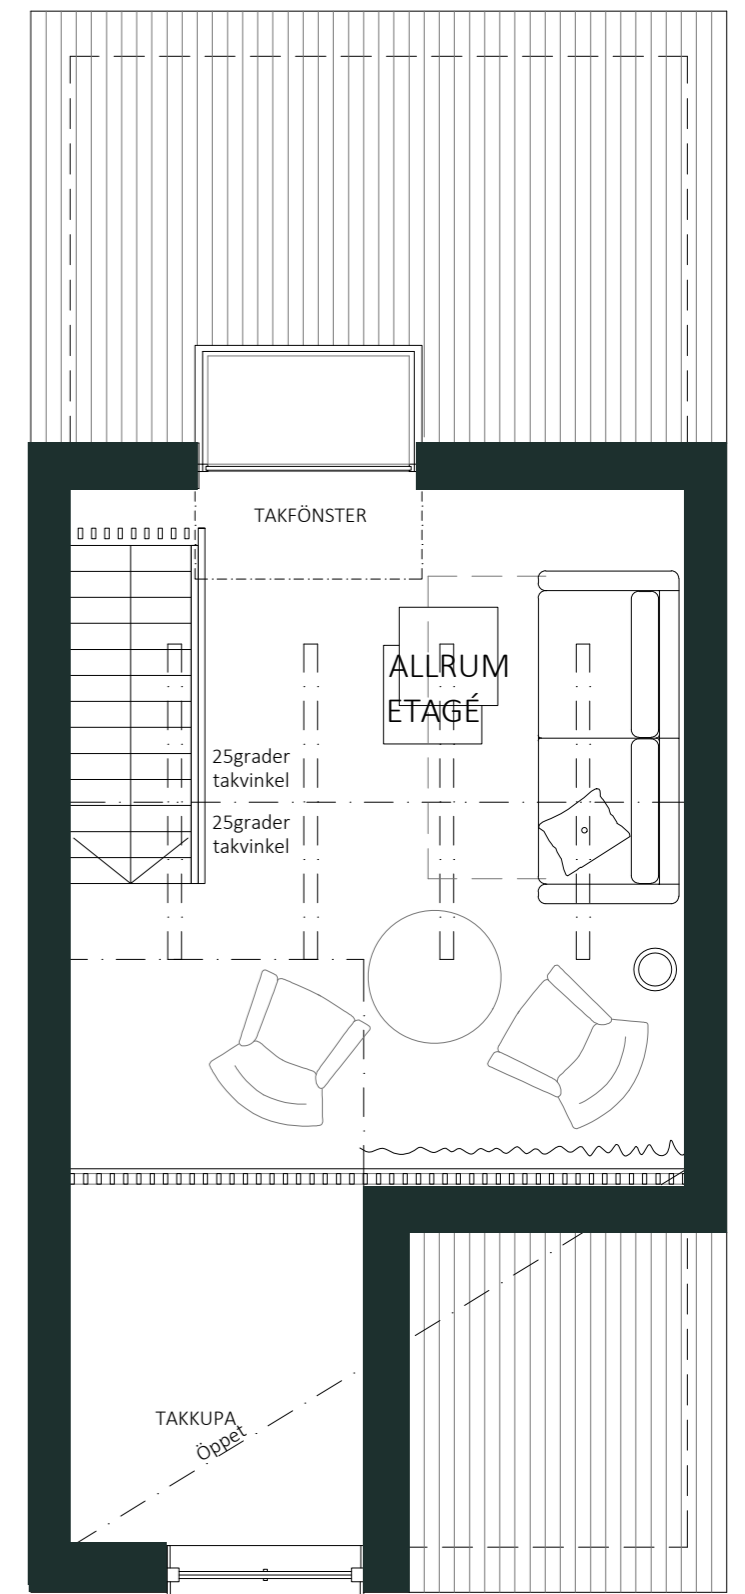 TAKFÖNSTER
ALLRUM
ETAGÉ
25grader
takvinkel
25grader
takvinkel
TAKKUPA
Öppet